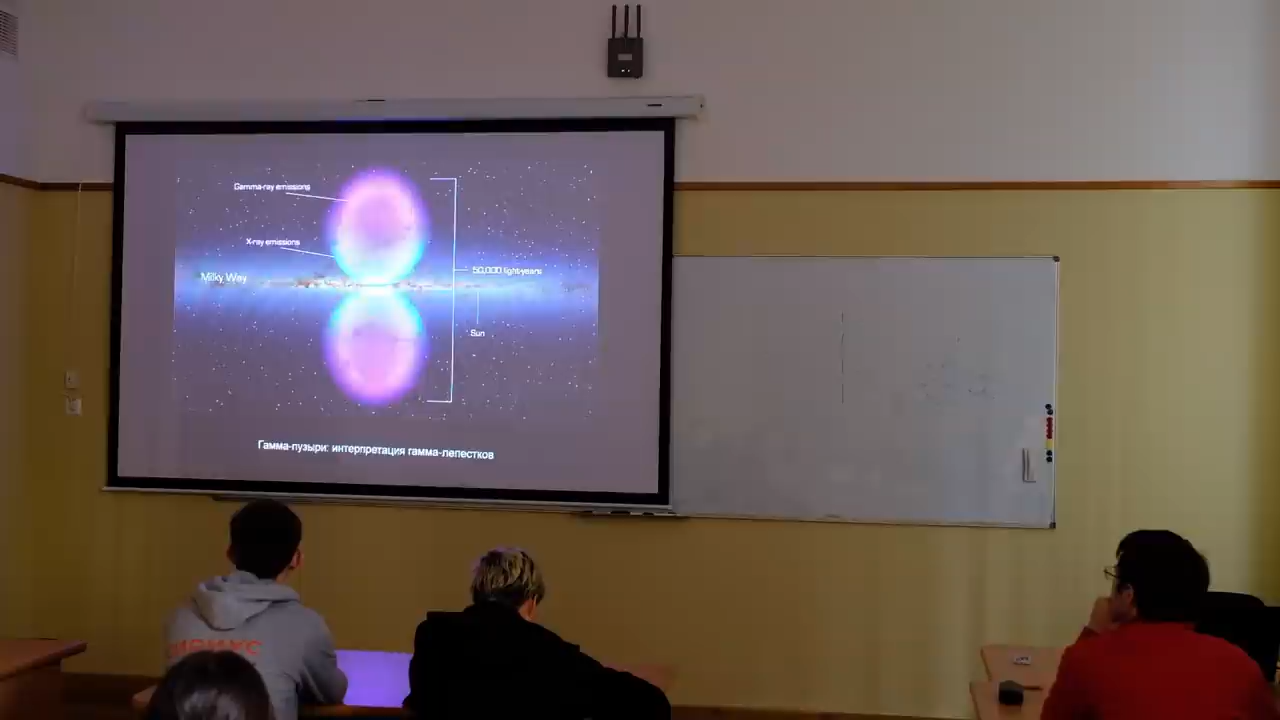 Gamma-ray emissions
X-ray emissions
Milky Way
50,000 light-years
Sun
Гамма-пузыри: интерпретация гамма-лепестков